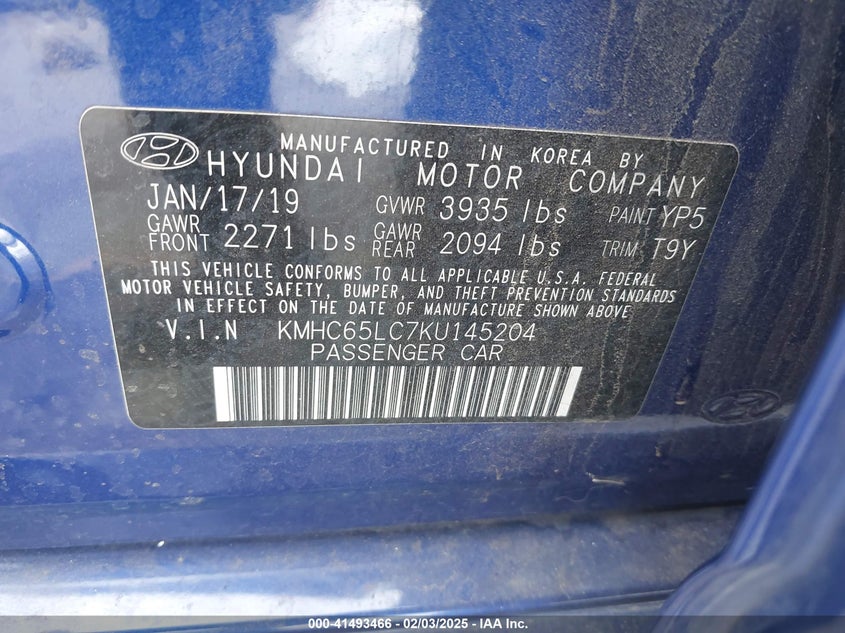 MANUFACTURED IN KOREA BY
HYUNDAI MOTOR COMPANY
JAN/17/19 GVWR 3935 lbs PAINT YP5
GAWR FRONT 2271 lbs GAWR REAR 2094 lbs TRIM T9Y
THIS VEHICLE CONFORMS TO ALL APPLICABLE U.S.A. FEDERAL
MOTOR VEHICLE SAFETY, BUMPER, AND THEFT PREVENTION STANDARDS
IN EFFECT ON THE DATE OF MANUFACTURE SHOWN ABOVE
V.I.N KMHC65LC7KU145204
PASSENGER CAR
000-41493466 - 02/03/2025 - IAA Inc.